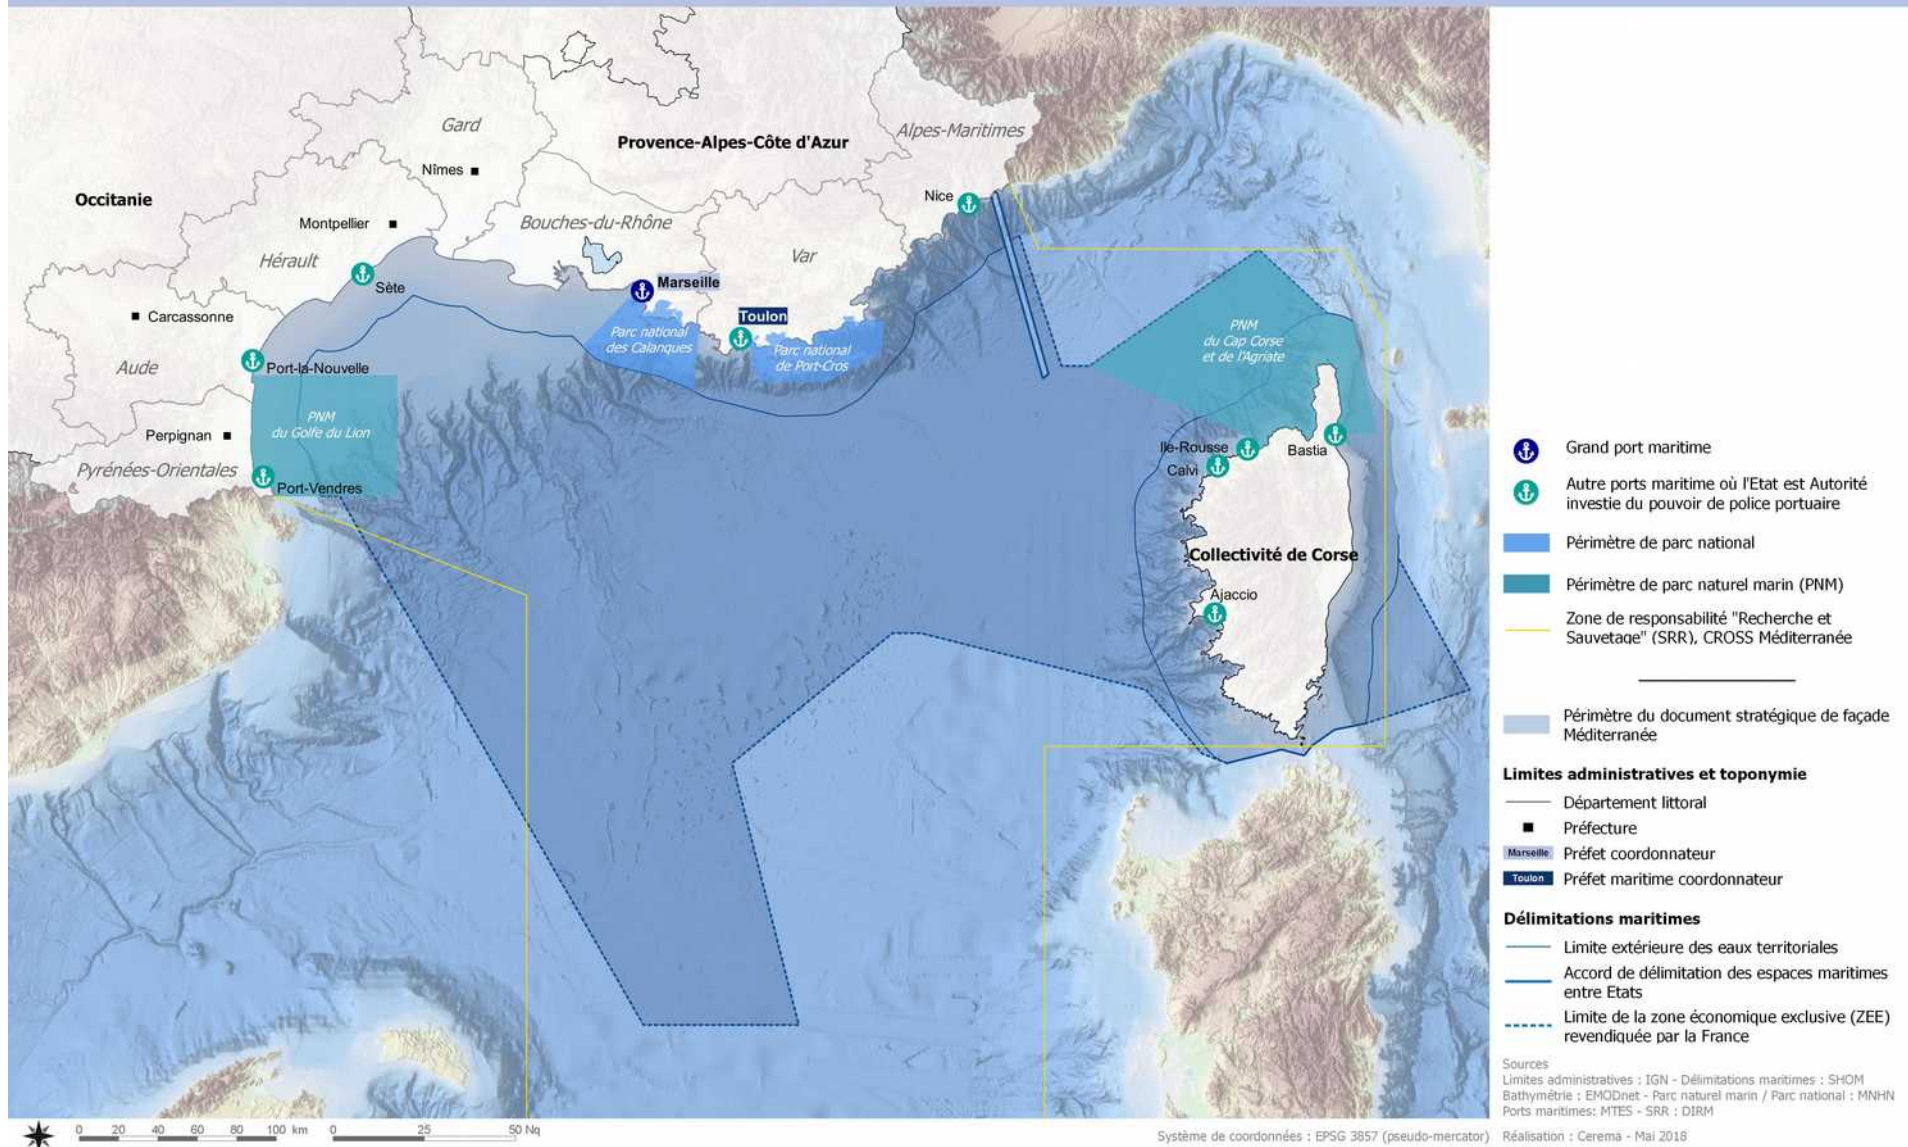 Gard
Provence-Alpes-Côte d'Azur
Alpes-Maritimes
Nîmes
Occitanie
Nice
Montpellier
Bouches-du-Rhône
Var
Hérault
Sète
Marseille
Carcassonne
Toulon
Parc national
des Calanques
PNM
du Cap Corse
et de l'Agriate
Parc national
de Port-Cros
Aude
Port-la-Nouvelle
PNM
du Golfe du Lion
Perpignan
Ile-Rousse
Bastia
Calvi
Pyrénées-Orientales
Port-Vendres
Collectivité de Corse
Ajaccio
Grand port maritime
Autre ports maritime où l'Etat est Autorité
investie du pouvoir de police portuaire
Périmètre de parc national
Périmètre de parc naturel marin (PNM)
Zone de responsabilité "Recherche et
Sauvetage" (SRR), CROSS Méditerranée
Périmètre du document stratégique de façade
Méditerranée
Limites administratives et toponymie
Département littoral
Préfecture
Marseille Préfet coordonnateur
Toulon Préfet maritime coordonnateur
Délimitations maritimes
Limite extérieure des eaux territoriales
Accord de délimitation des espaces maritimes
entre Etats
Limite de la zone économique exclusive (ZEE)
revendiquée par la France
Sources
Limites administratives : IGN - Délimitations maritimes : SHOM
Bathymétrie : EMODnet - Parc naturel marin / Parc national : MNHN
Ports maritimes: MTES - SRR : DIRM
0 20 40 60 80 100 km
0 25 50 Nq
Système de coordonnées : EPSG 3857 (pseudo-mercator)
Réalisation : Cerema - Mai 2018